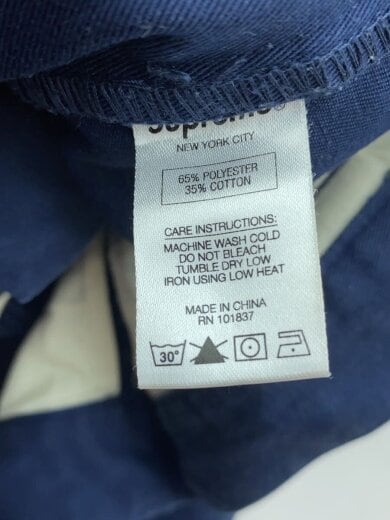 Supreme®
NEW YORK CITY
65% POLYESTER
35% COTTON
CARE INSTRUCTIONS:
MACHINE WASH COLD
DO NOT BLEACH
TUMBLE DRY LOW
IRON USING LOW HEAT
MADE IN CHINA
RN 101837
30°